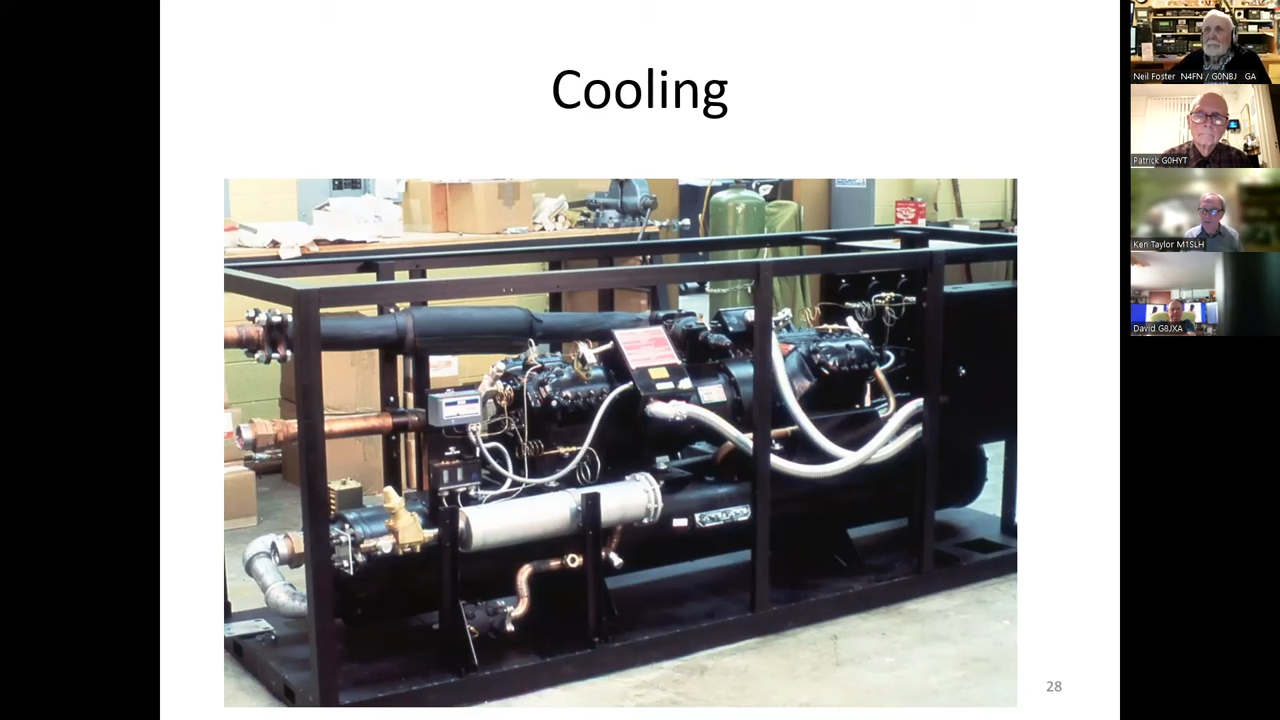 Cooling
28
Neil Foster N4FN / G0NBJ GA
Patrick G0HYT
Ken Taylor M1SLH
David G8JXA